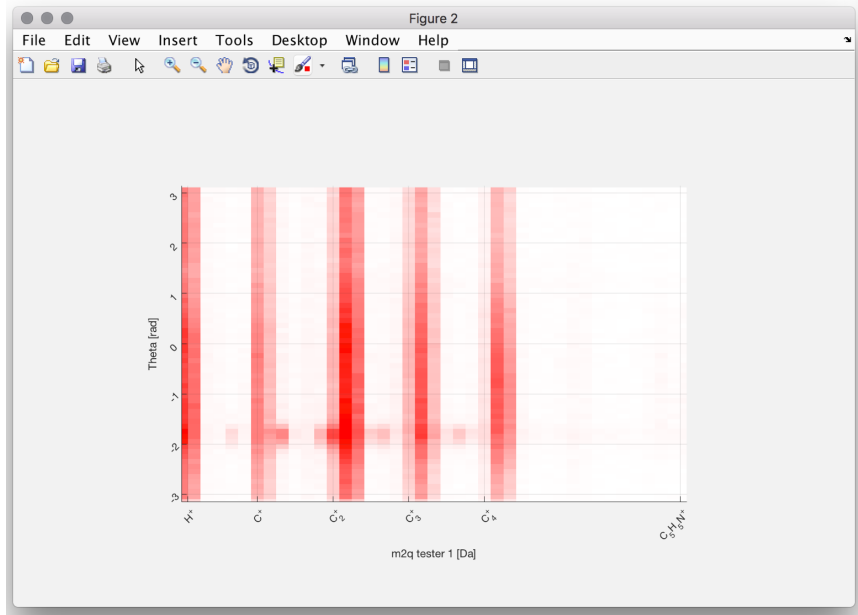 Figure 2
File Edit View Insert Tools Desktop Window Help
Theta [rad]
3
2
1
0
-1
-2
-3
H⁺ C⁺ C₂⁺ C₃⁺ C₄⁺ C₅H₅N⁺
m2q tester 1 [Da]